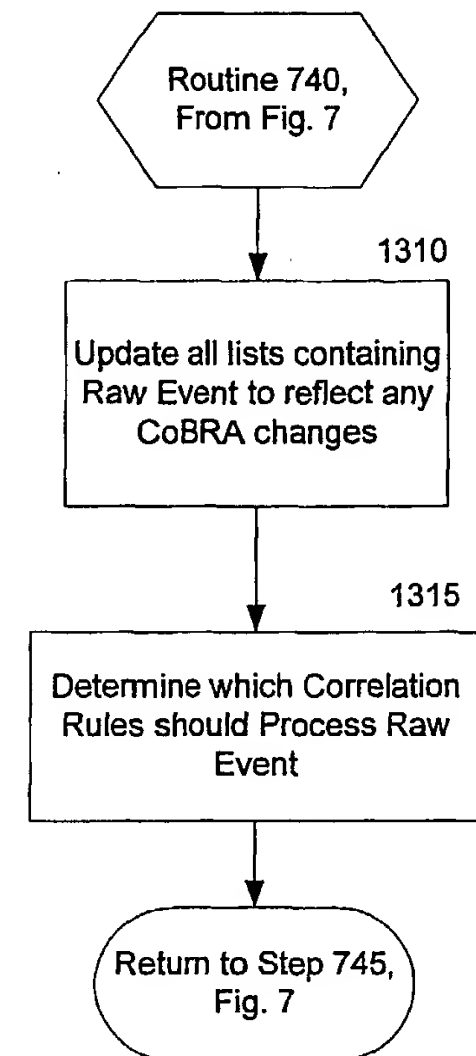 Routine 740,
From Fig. 7
1310
Update all lists containing
Raw Event to reflect any
CoBRA changes
1315
Determine which Correlation
Rules should Process Raw
Event
Return to Step 745,
Fig. 7